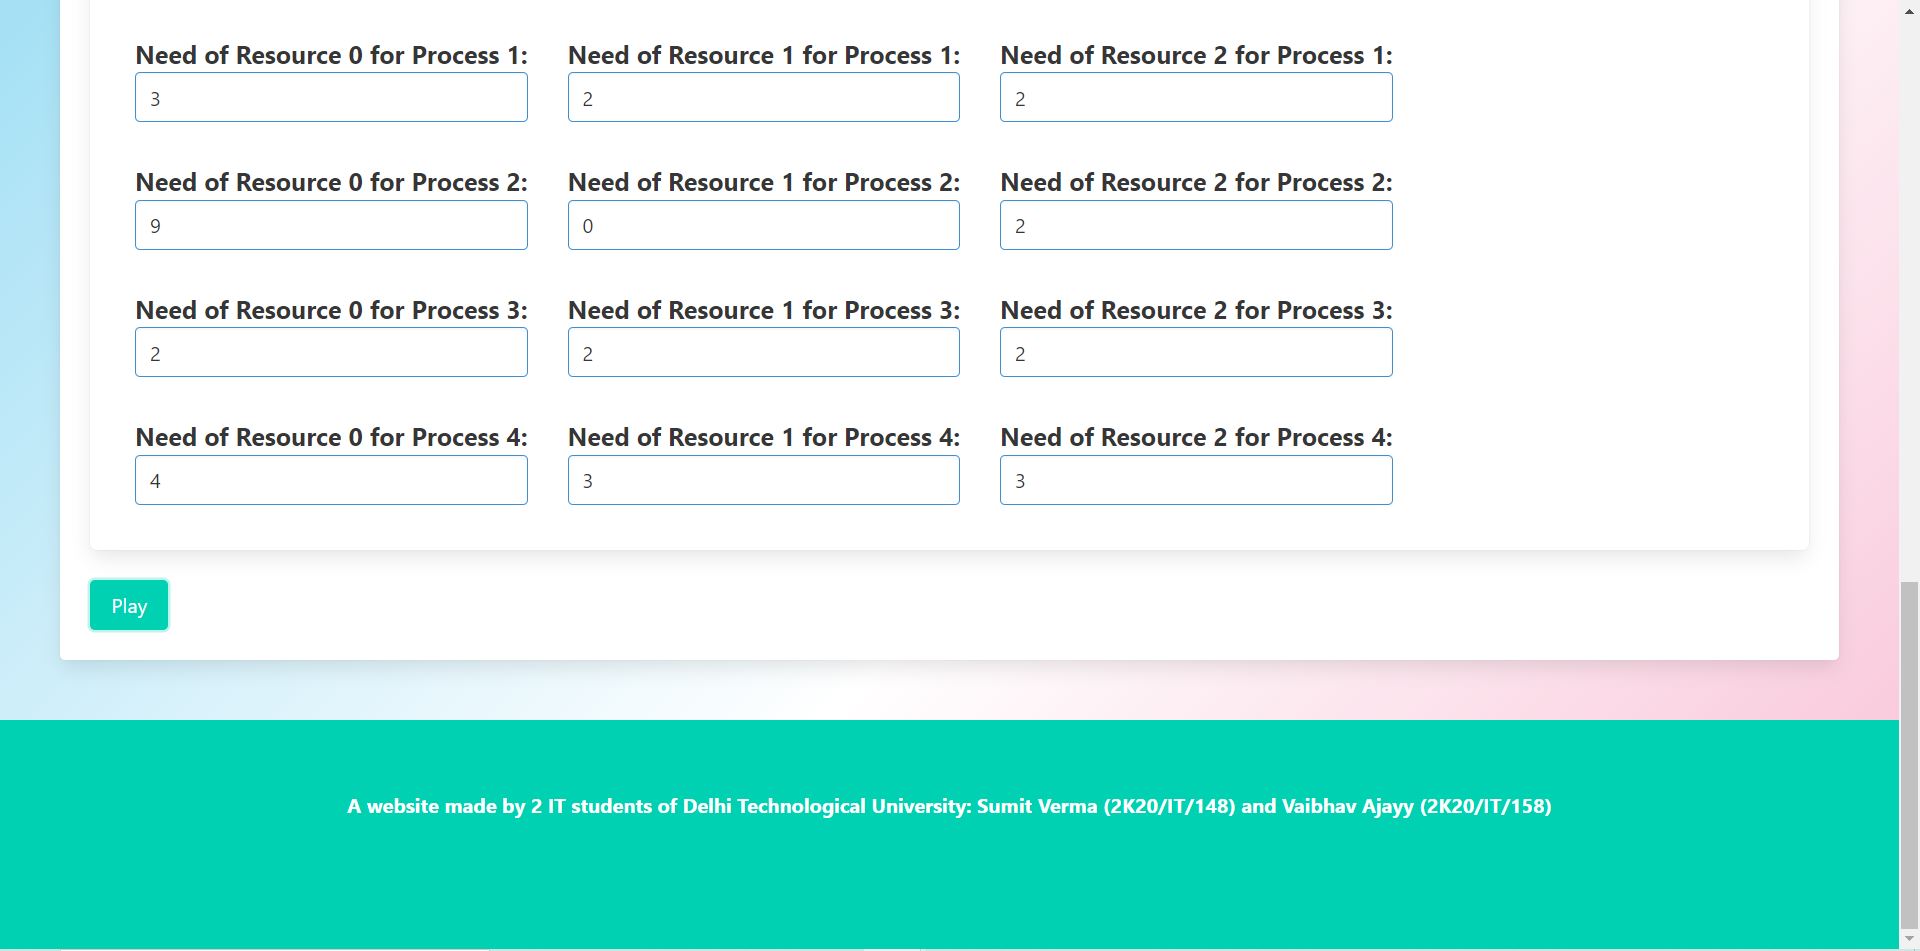 Need of Resource 0 for Process 1: Need of Resource 1 for Process 1: Need of Resource 2 for Process 1:
3 2 2
Need of Resource 0 for Process 2: Need of Resource 1 for Process 2: Need of Resource 2 for Process 2:
9 0 2
Need of Resource 0 for Process 3: Need of Resource 1 for Process 3: Need of Resource 2 for Process 3:
2 2 2
Need of Resource 0 for Process 4: Need of Resource 1 for Process 4: Need of Resource 2 for Process 4:
4 3 3
Play
A website made by 2 IT students of Delhi Technological University: Sumit Verma (2K20/IT/148) and Vaibhav Ajayy (2K20/IT/158)